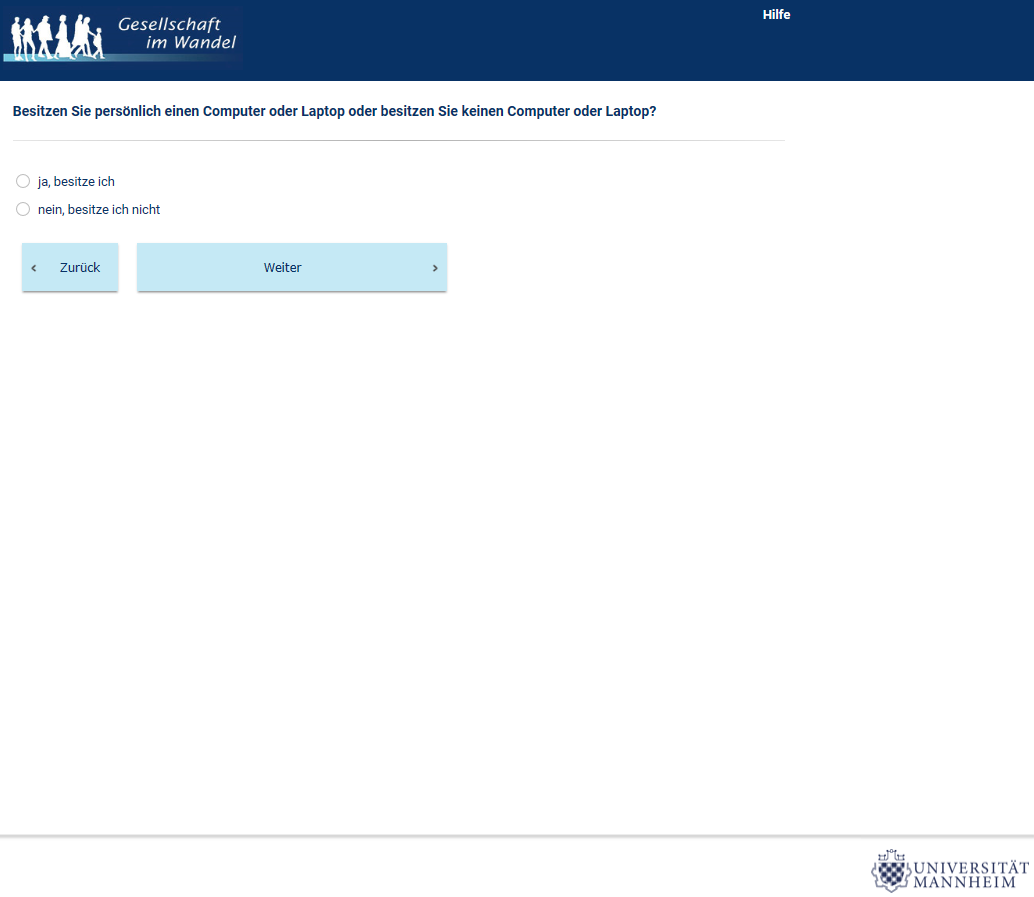 Gesellschaft
im Wandel
Hilfe
Besitzen Sie persönlich einen Computer oder Laptop oder besitzen Sie keinen Computer oder Laptop?
ja, besitze ich
nein, besitze ich nicht
‹ Zurück
Weiter ›
UNIVERSITÄT
MANNHEIM